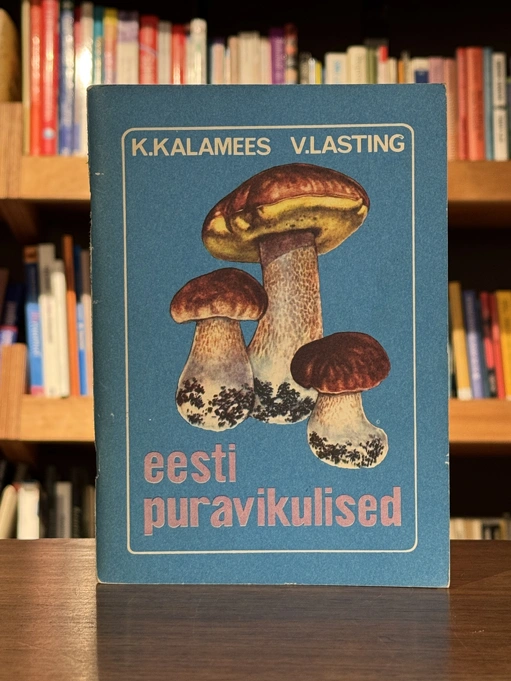 K.KALAMEES V.LASTING
eesti
puravikulised